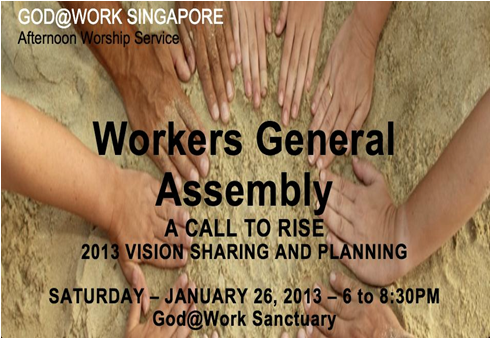 GOD@WORK SINGAPORE
Afternoon Worship Service
Workers General
Assembly
A CALL TO RISE
2013 VISION SHARING AND PLANNING
SATURDAY – JANUARY 26, 2013 – 6 to 8:30PM
God@Work Sanctuary